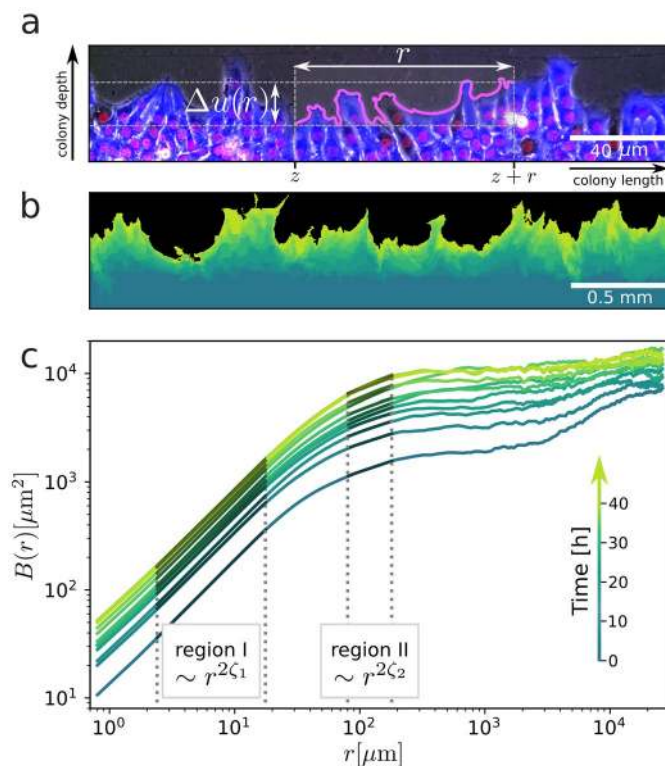 a
colony depth
Δu(r)
r
40 μm
z
z + r
colony length
b
0.5 mm
c
10⁴
10³
10²
10¹
B(r)[μm²]
region I
~ r^{2ζ₁}
region II
~ r^{2ζ₂}
Time [h]
40
30
20
10
0
10⁰
10¹
10²
10³
10⁴
r[μm]